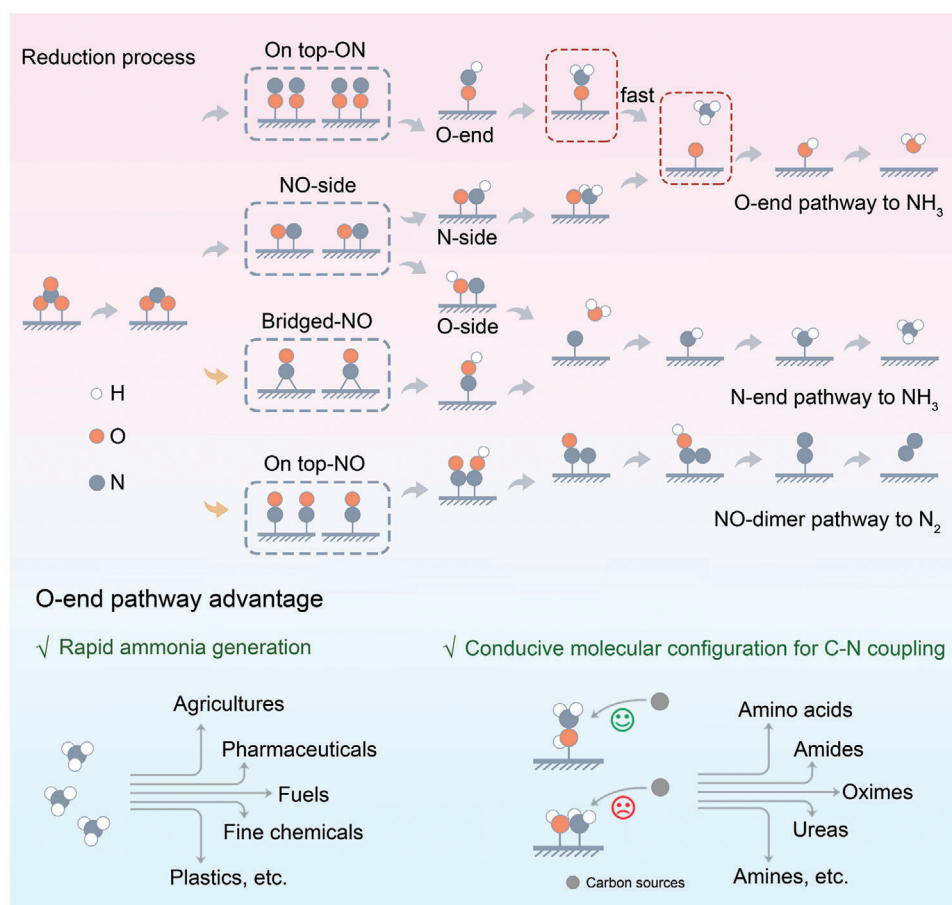 Reduction process
On top-ON
O-end
fast
O-end pathway to NH₃
NO-side
N-side
O-side
Bridged-NO
N-end pathway to NH₃
H
O
N
On top-NO
NO-dimer pathway to N₂
O-end pathway advantage
√ Rapid ammonia generation
Agricultures
Pharmaceuticals
Fuels
Fine chemicals
Plastics, etc.
√ Conducive molecular configuration for C-N coupling
Amino acids
Amides
Oximes
Ureas
Amines, etc.
Carbon sources